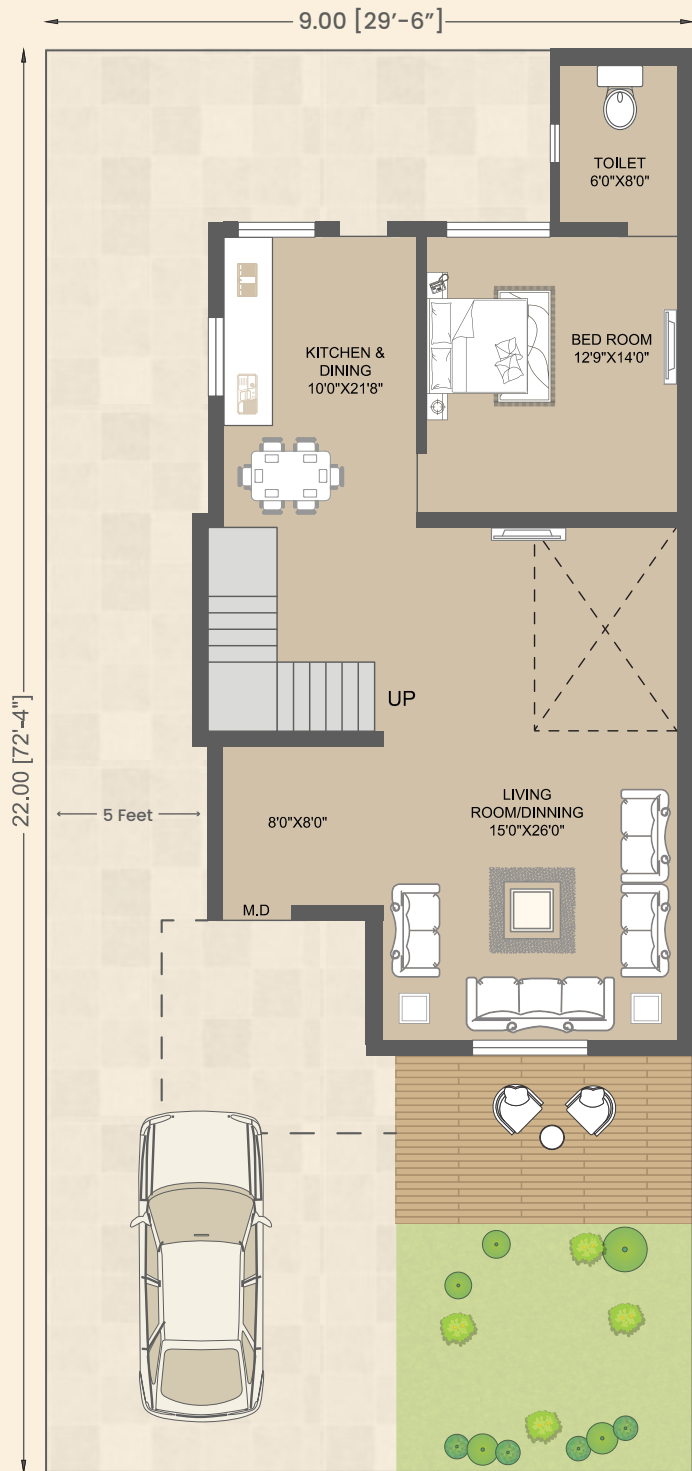 9.00 [29'-6"]
TOILET
6'0"X8'0"
KITCHEN &
DINING
10'0"X21'8"
BED ROOM
12'9"X14'0"
x
UP
22.00 [72'-4"]
5 Feet
8'0"X8'0"
LIVING
ROOM/DINNING
15'0"X26'0"
M.D